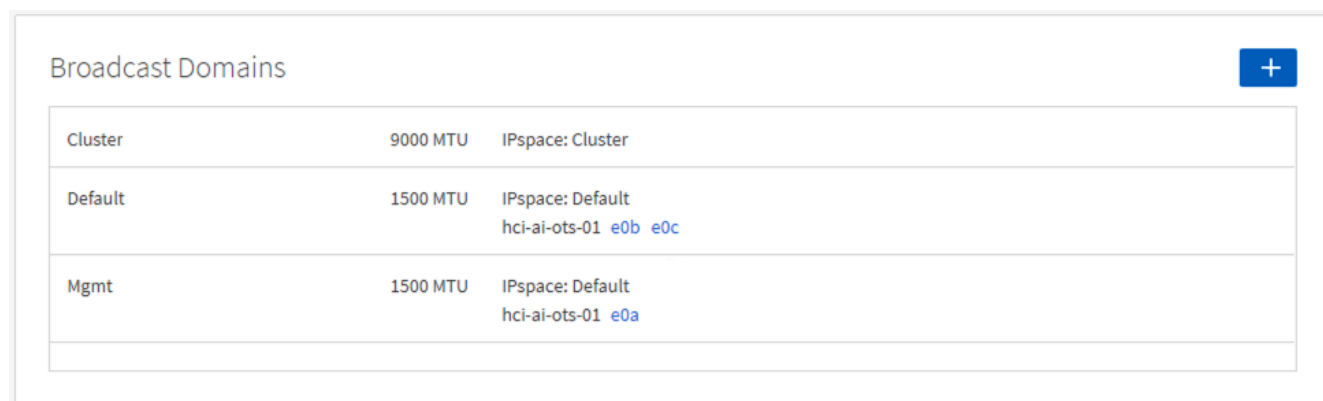 Broadcast Domains
+
Cluster 9000 MTU IPspace: Cluster
Default 1500 MTU IPspace: Default
hci-ai-ots-01 e0b e0c
Mgmt 1500 MTU IPspace: Default
hci-ai-ots-01 e0a